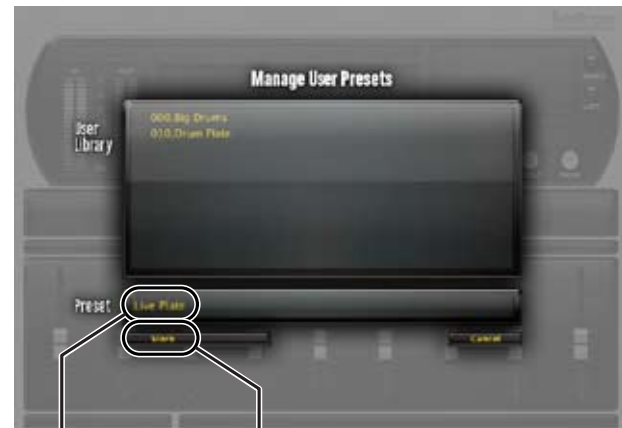 Manage User Presets
User
Library
000.Big Drums
010.Drum Plate
Preset
Live Plate
Store
Cancel